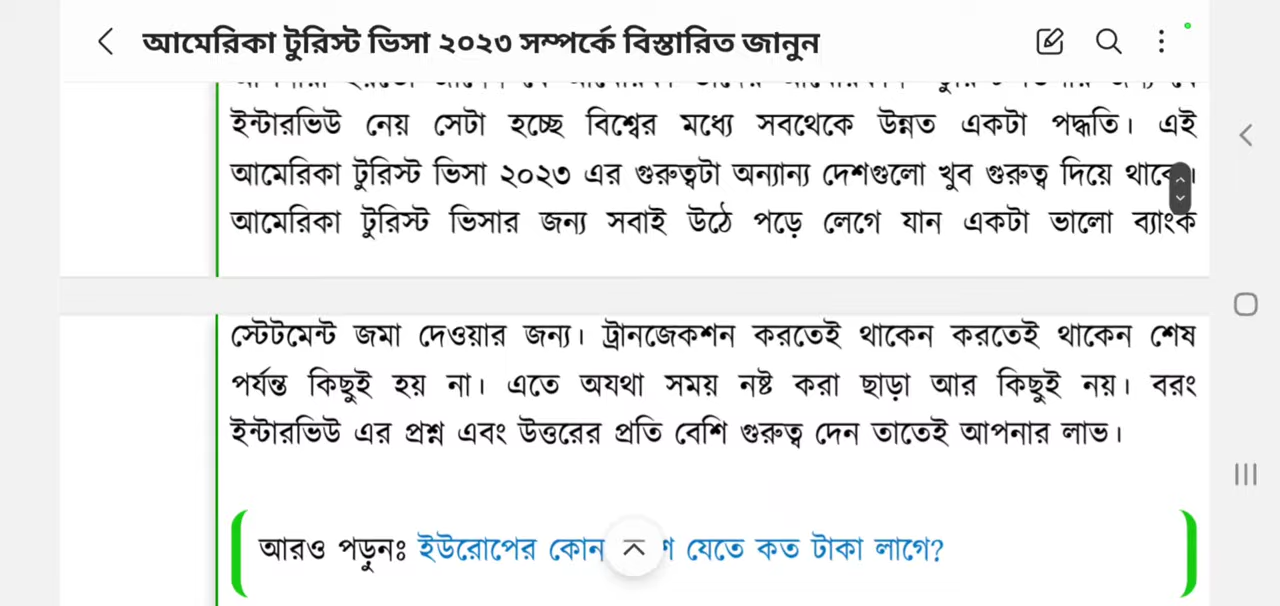 আমেরিকা টুরিস্ট ভিসা ২০২৩ সম্পর্কে বিস্তারিত জানুন
ইন্টারভিউ নেয় সেটা হচ্ছে বিশ্বের মধ্যে সবথেকে উন্নত একটা পদ্ধতি। এই
আমেরিকা টুরিস্ট ভিসা ২০২৩ এর গুরুত্বটা অন্যান্য দেশগুলো খুব গুরুত্ব দিয়ে থাকে।
আমেরিকা টুরিস্ট ভিসার জন্য সবাই উঠে পড়ে লেগে যান একটা ভালো ব্যাংক
স্টেটমেন্ট জমা দেওয়ার জন্য। ট্রানজেকশন করতেই থাকেন করতেই থাকেন শেষ
পর্যন্ত কিছুই হয় না। এতে অযথা সময় নষ্ট করা ছাড়া আর কিছুই নয়। বরং
ইন্টারভিউ এর প্রশ্ন এবং উত্তরের প্রতি বেশি গুরুত্ব দেন তাতেই আপনার লাভ।
আরও পড়ুনঃ ইউরোপের কোন যেতে কত টাকা লাগে?